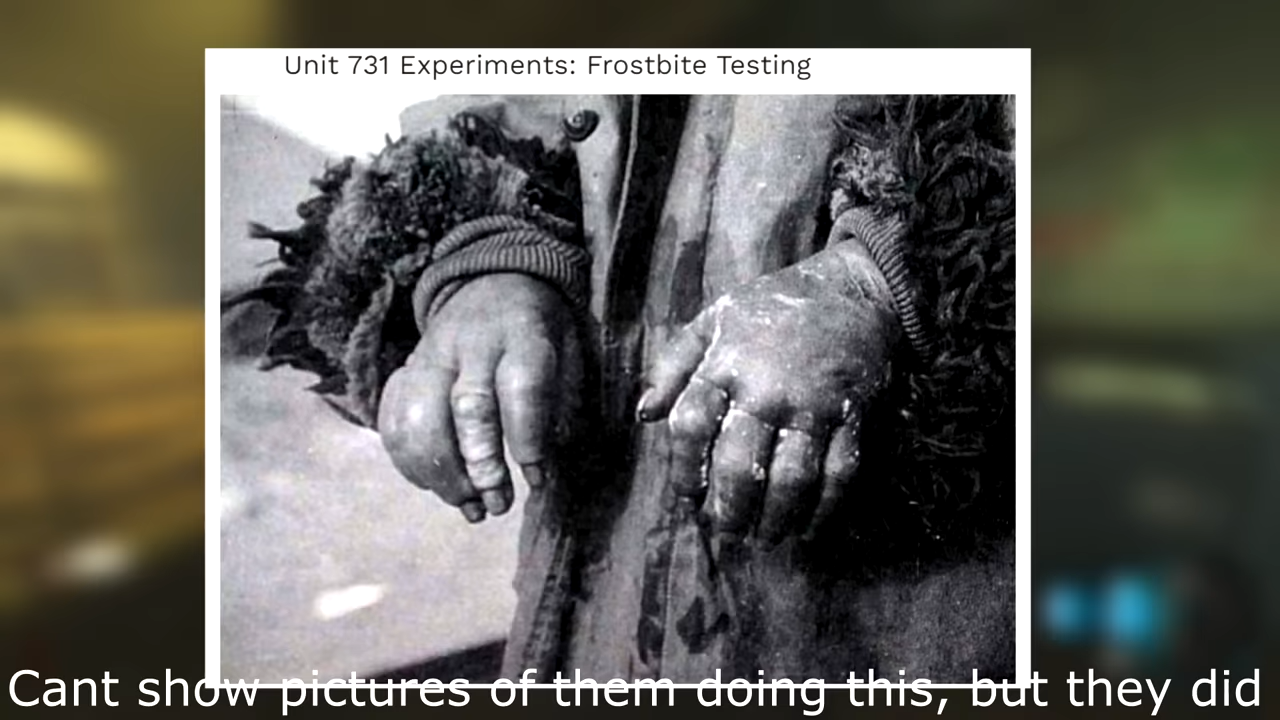 Unit 731 Experiments: Frostbite Testing
Cant show pictures of them doing this, but they did